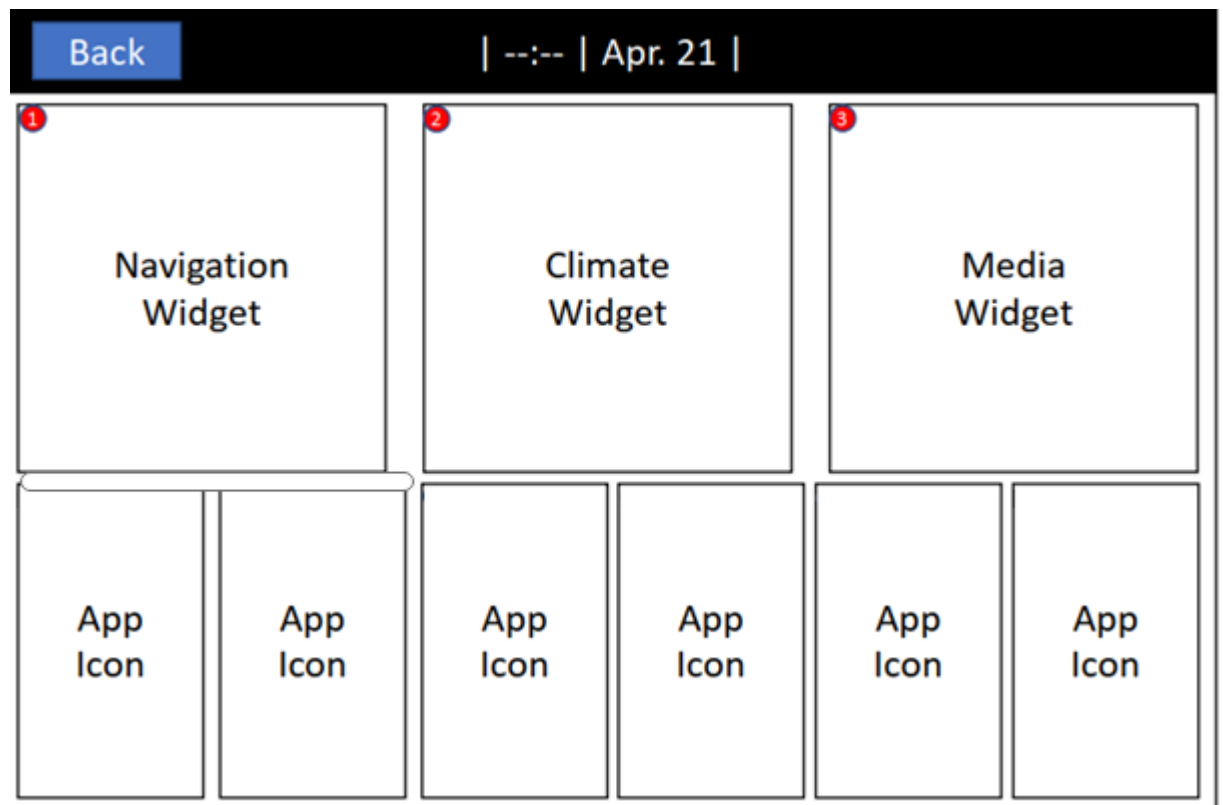 Back
| --:-- | Apr. 21 |
1
2
3
Navigation
Widget
Climate
Widget
Media
Widget
App
Icon
App
Icon
App
Icon
App
Icon
App
Icon
App
Icon